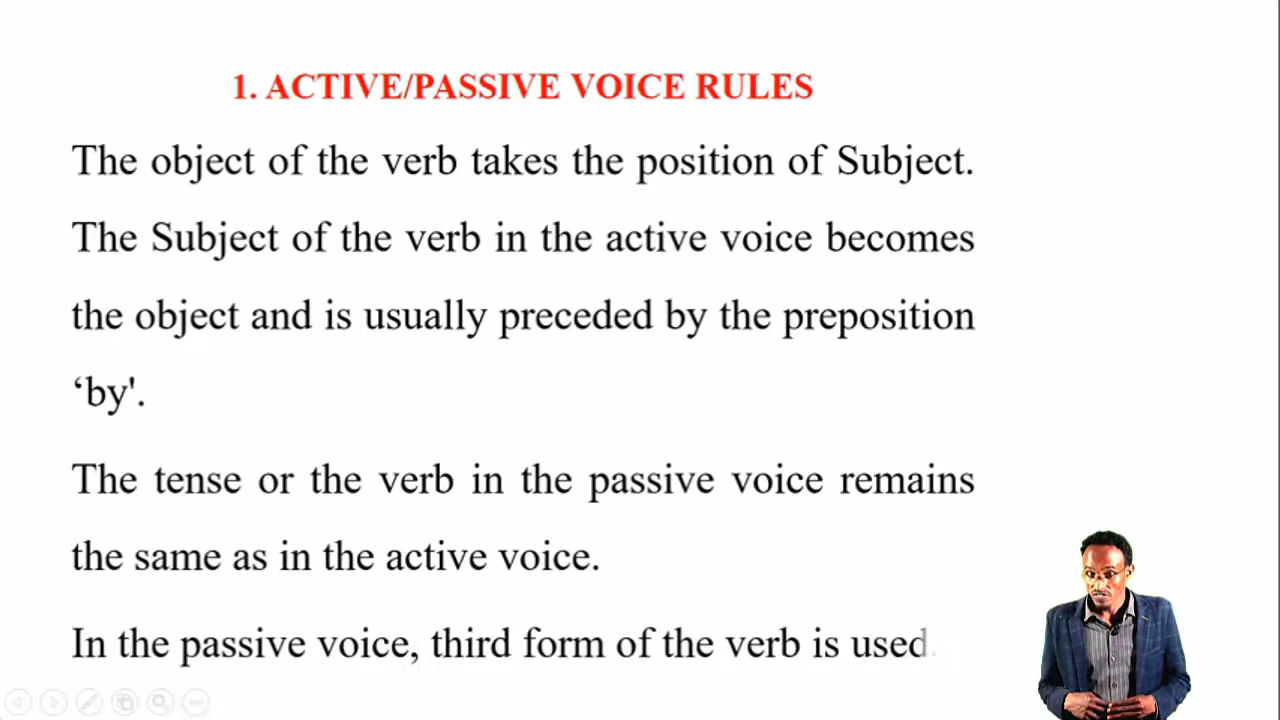 1. ACTIVE/PASSIVE VOICE RULES
The object of the verb takes the position of Subject.
The Subject of the verb in the active voice becomes
the object and is usually preceded by the preposition
‘by'.
The tense or the verb in the passive voice remains
the same as in the active voice.
In the passive voice, third form of the verb is used.